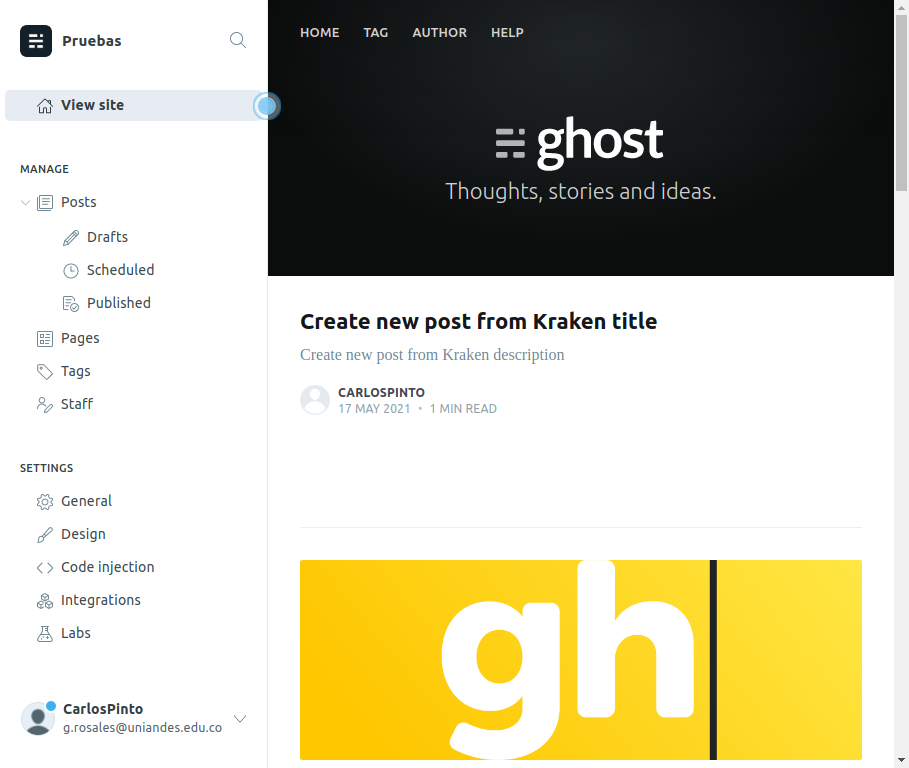 Pruebas
View site
MANAGE
Posts
Drafts
Scheduled
Published
Pages
Tags
Staff
SETTINGS
General
Design
Code injection
Integrations
Labs
CarlosPinto
g.rosales@uniandes.edu.co
HOME TAG AUTHOR HELP
ghost
Thoughts, stories and ideas.
Create new post from Kraken title
Create new post from Kraken description
CARLOSPINTO
17 MAY 2021 • 1 MIN READ
gh